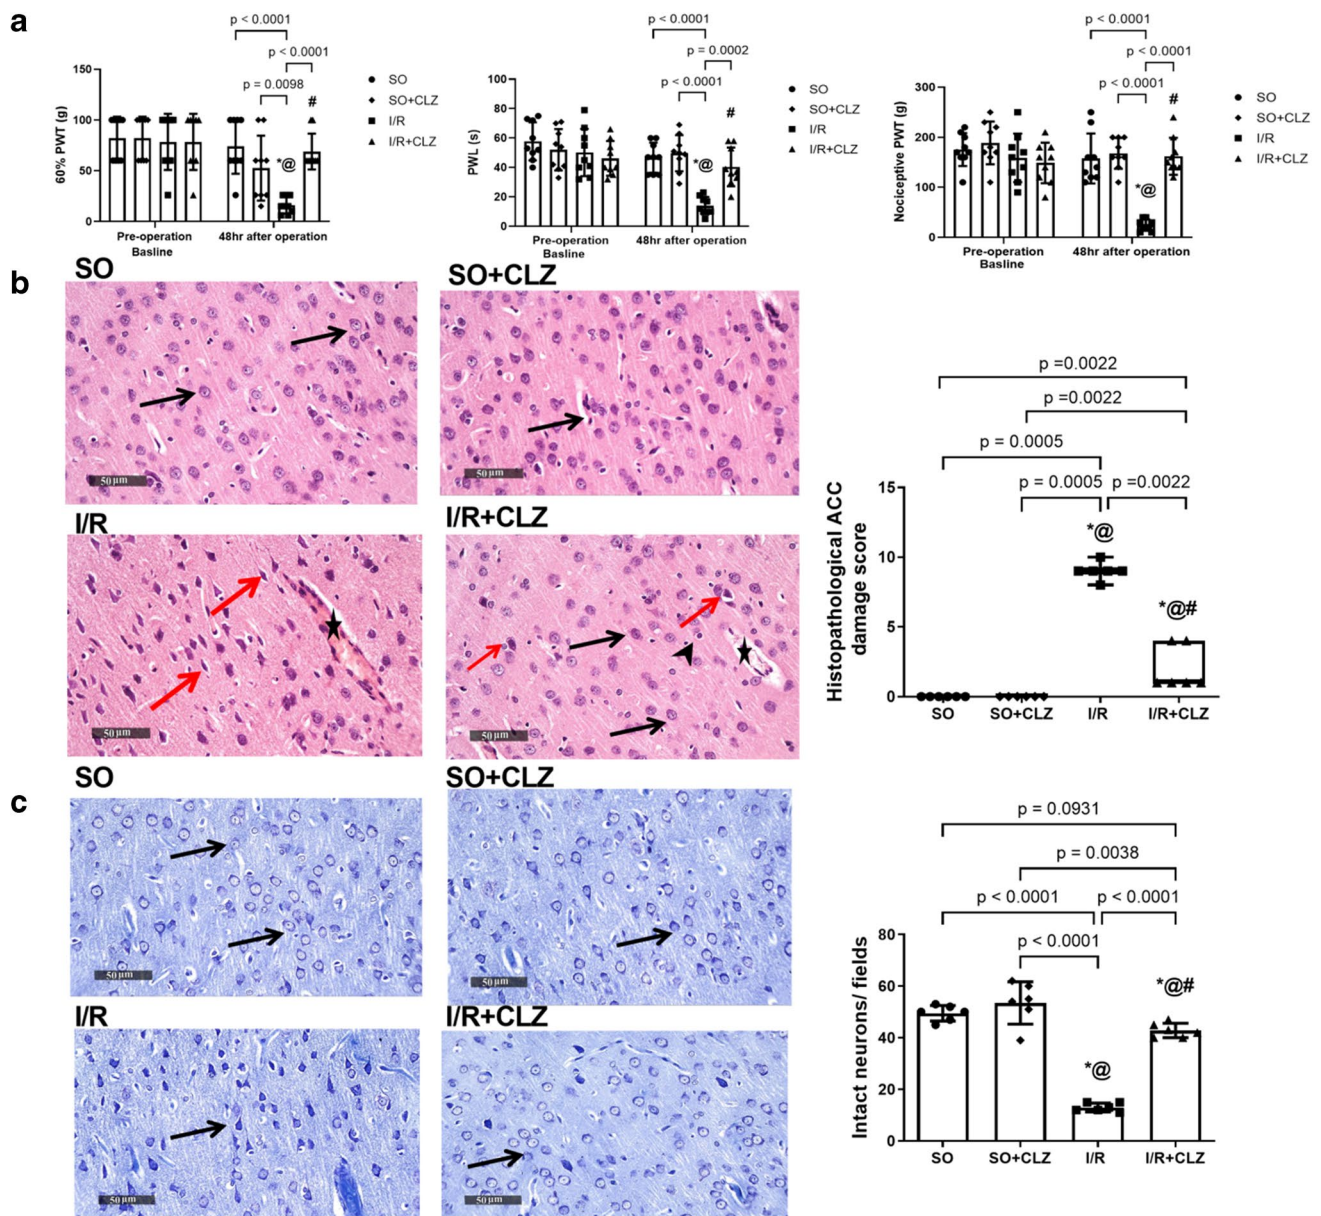 a
p < 0.0001
p < 0.0001
p = 0.0098
150
100
50
0
60% PWT (g)
#
*@
Pre-operation
Basline
48hr after operation
SO
SO+CLZ
I/R
I/R+CLZ
p < 0.0001
p = 0.0002
p < 0.0001
100
80
60
40
20
0
PWL (s)
#
*@
Pre-operation
Basline
48hr after operation
SO
SO+CLZ
I/R
I/R+CLZ
p < 0.0001
p < 0.0001
p < 0.0001
300
200
100
0
Nociceptive PWT (g)
#
*@
Pre-operation
Basline
48hr after operation
SO
SO+CLZ
I/R
I/R+CLZ
b
SO
50 µm
SO+CLZ
50 µm
I/R
50 µm
I/R+CLZ
50 µm
p =0.0022
p =0.0022
p = 0.0005
p = 0.0005
p =0.0022
15
10
5
0
Histopathological ACC
damage score
*@
*@#
SO
SO+CLZ
I/R
I/R+CLZ
c
SO
50 µm
SO+CLZ
50 µm
I/R
50 µm
I/R+CLZ
50 µm
p = 0.0931
p = 0.0038
p < 0.0001
p < 0.0001
p < 0.0001
80
60
40
20
0
Intact neurons/ fields
*@
*@#
SO
SO+CLZ
I/R
I/R+CLZ